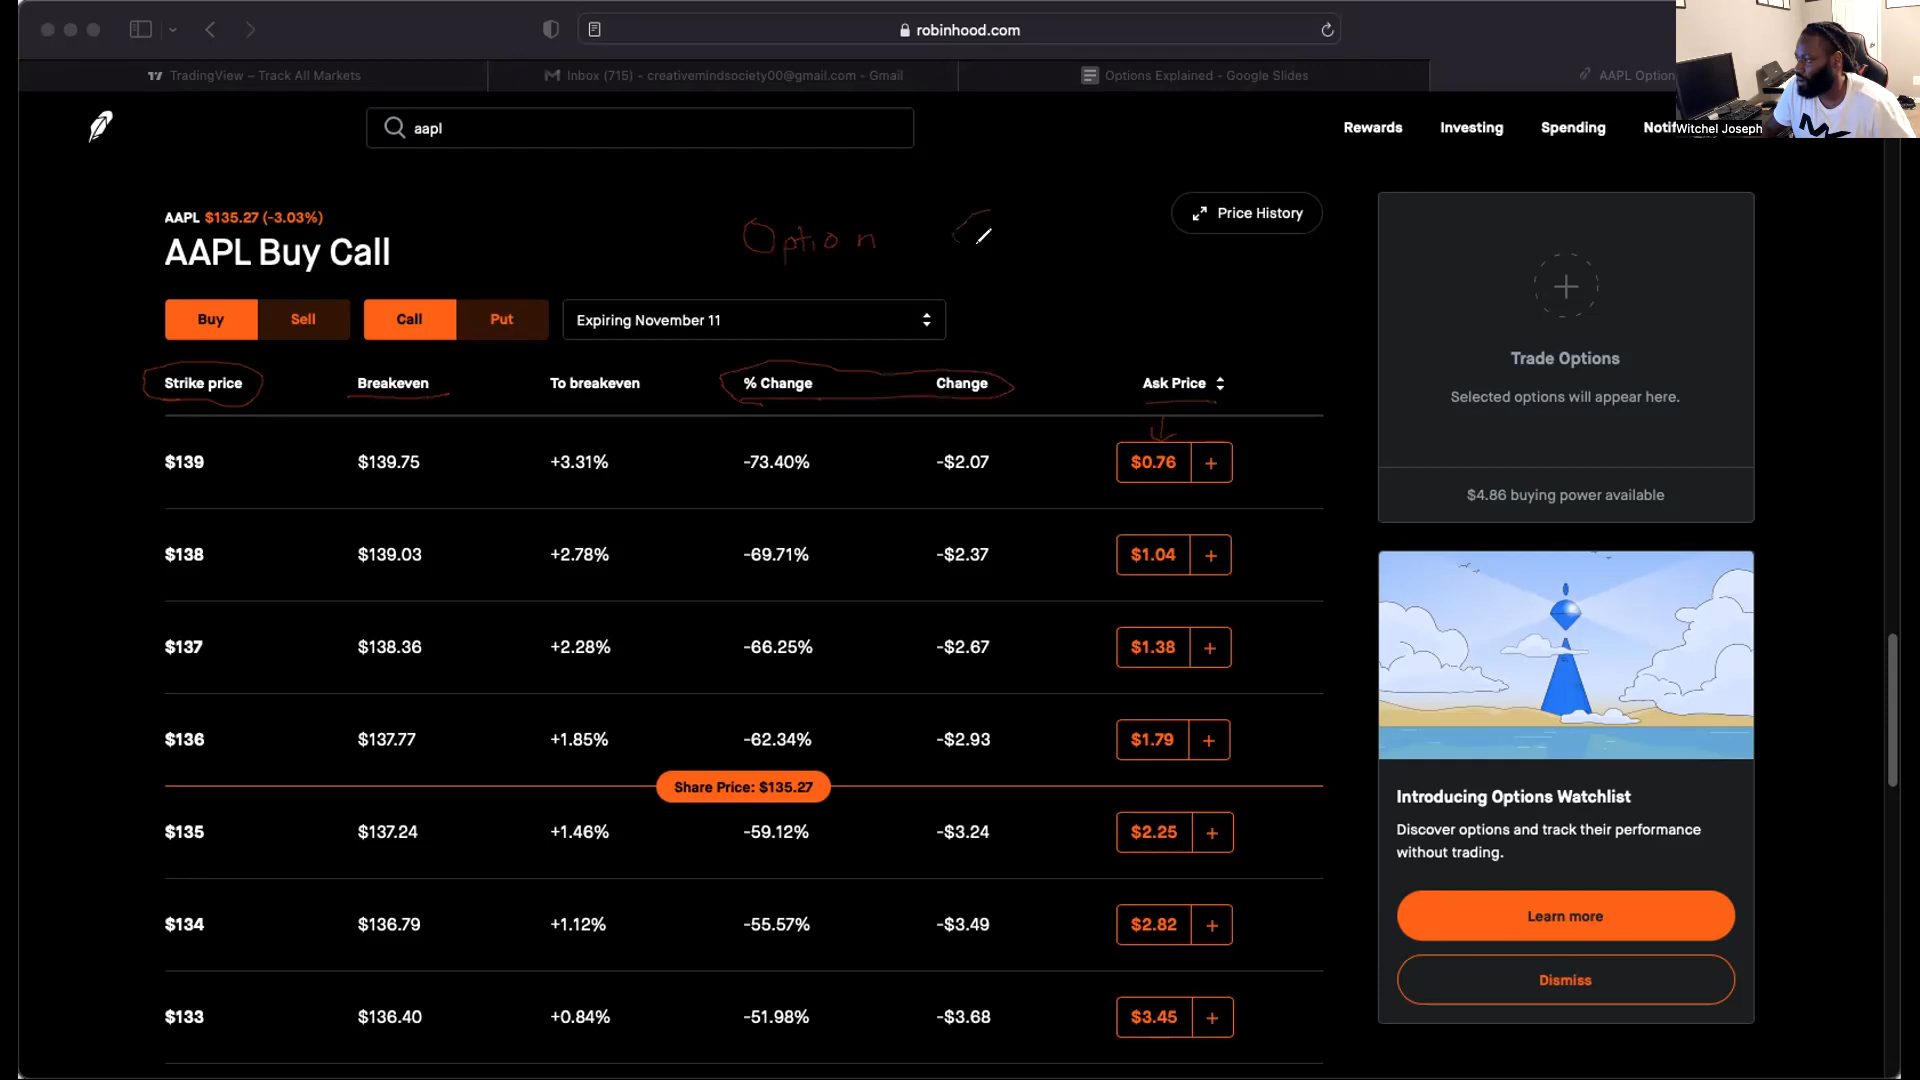 robinhood.com
TradingView – Track All Markets
Inbox (715) - creativemindsociety00@gmail.com - Gmail
Options Explained - Google Slides
AAPL Option
Witchel Joseph
aapl
Rewards Investing Spending Notif
AAPL $135.27 (-3.03%)
AAPL Buy Call
Option
Price History
Buy Sell Call Put Expiring November 11
Strike price Breakeven To breakeven % Change Change Ask Price
$139 $139.75 +3.31% -73.40% -$2.07 $0.76 +
$138 $139.03 +2.78% -69.71% -$2.37 $1.04 +
$137 $138.36 +2.28% -66.25% -$2.67 $1.38 +
$136 $137.77 +1.85% -62.34% -$2.93 $1.79 +
Share Price: $135.27
$135 $137.24 +1.46% -59.12% -$3.24 $2.25 +
$134 $136.79 +1.12% -55.57% -$3.49 $2.82 +
$133 $136.40 +0.84% -51.98% -$3.68 $3.45 +
Trade Options
Selected options will appear here.
$4.86 buying power available
Introducing Options Watchlist
Discover options and track their performance
without trading.
Learn more
Dismiss